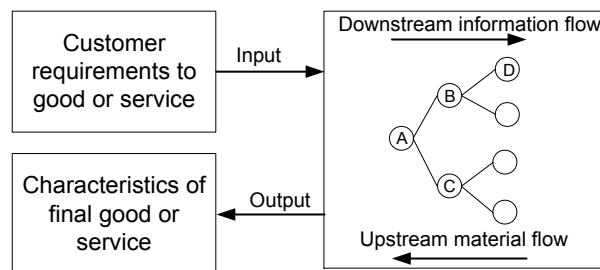 Customer
requirements to
good or service
Input
Characteristics of
final good or
service
Output
Downstream information flow
D
B
A
C
Upstream material flow